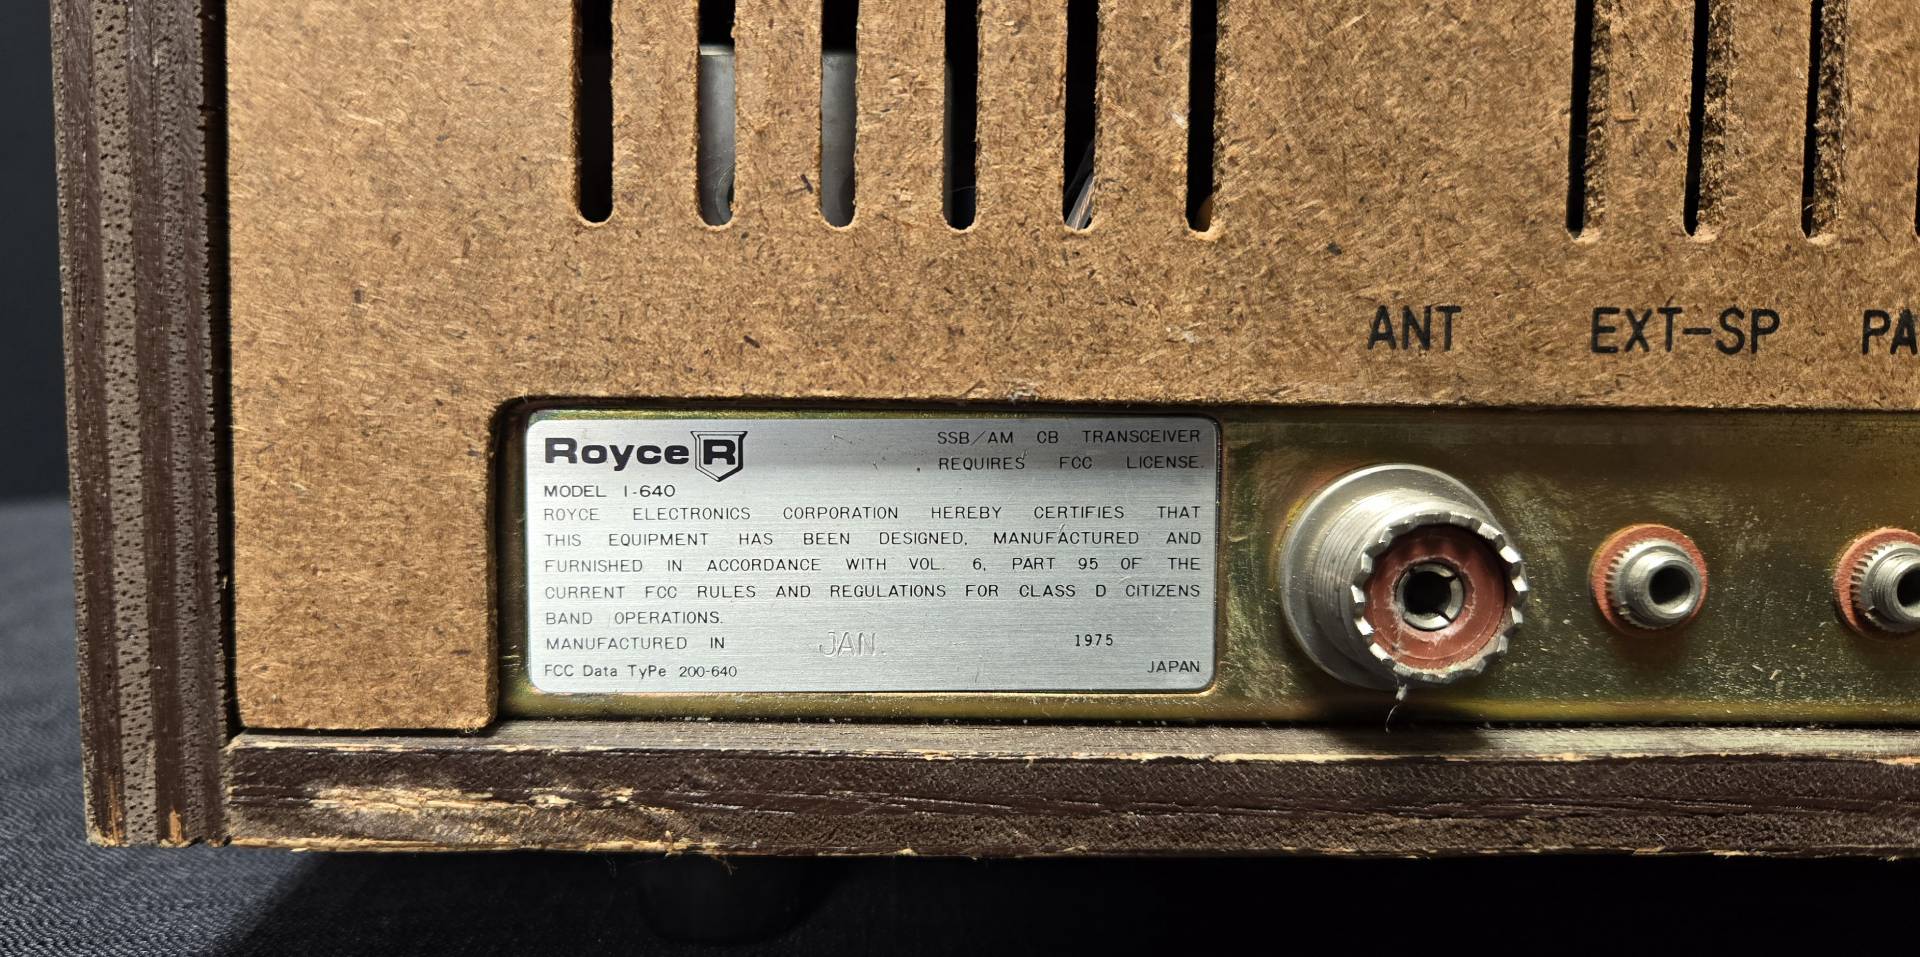 ANT EXT-SP PA
Royce R
SSB/AM CB TRANSCEIVER
REQUIRES FCC LICENSE.
MODEL 1-640
ROYCE ELECTRONICS CORPORATION HEREBY CERTIFIES THAT
THIS EQUIPMENT HAS BEEN DESIGNED, MANUFACTURED AND
FURNISHED IN ACCORDANCE WITH VOL. 6, PART 95 OF THE
CURRENT FCC RULES AND REGULATIONS FOR CLASS D CITIZENS
BAND OPERATIONS.
MANUFACTURED IN JAN. 1975
FCC Data TyPe 200-640 JAPAN